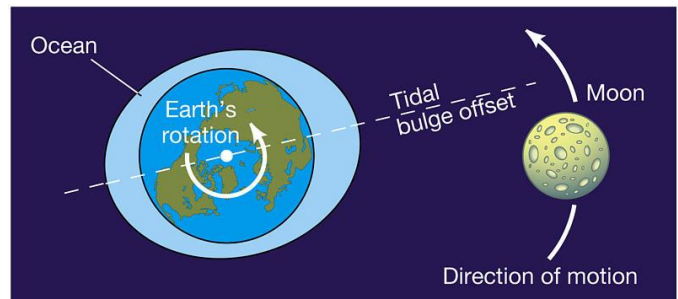 Ocean
Earth's
rotation
Tidal
bulge offset
Moon
Direction of motion